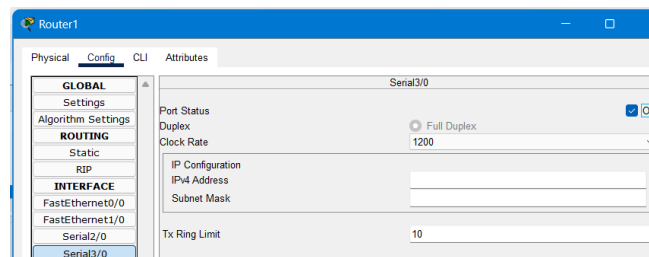 Router1
Physical Config CLI Attributes
GLOBAL
Settings
Algorithm Settings
ROUTING
Static
RIP
INTERFACE
FastEthernet0/0
FastEthernet1/0
Serial2/0
Serial3/0
Serial3/0
Port Status
Duplex
Full Duplex
Clock Rate
1200
IP Configuration
IPv4 Address
Subnet Mask
Tx Ring Limit
10